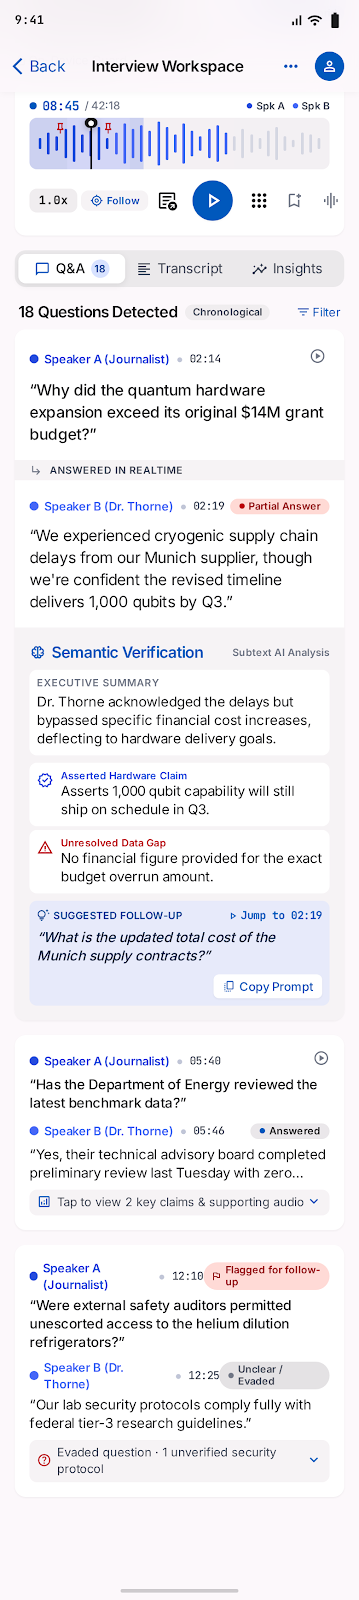 9:41
Back
Interview Workspace
08:45 / 42:18
Spk A
Spk B
1.0x
Follow
Q&A 18
Transcript
Insights
18 Questions Detected
Chronological
Filter
Speaker A (Journalist)
02:14
“Why did the quantum hardware
expansion exceed its original $14M grant
budget?”
ANSWERED IN REALTIME
Speaker B (Dr. Thorne)
02:19
Partial Answer
“We experienced cryogenic supply chain
delays from our Munich supplier, though
we're confident the revised timeline
delivers 1,000 qubits by Q3.”
Semantic Verification
Subtext AI Analysis
EXECUTIVE SUMMARY
Dr. Thorne acknowledged the delays but
bypassed specific financial cost increases,
deflecting to hardware delivery goals.
Asserted Hardware Claim
Asserts 1,000 qubit capability will still
ship on schedule in Q3.
Unresolved Data Gap
No financial figure provided for the exact
budget overrun amount.
SUGGESTED FOLLOW-UP
Jump to 02:19
“What is the updated total cost of the
Munich supply contracts?”
Copy Prompt
Speaker A (Journalist)
05:40
“Has the Department of Energy reviewed the
latest benchmark data?”
Speaker B (Dr. Thorne)
05:46
Answered
“Yes, their technical advisory board completed
preliminary review last Tuesday with zero...
Tap to view 2 key claims & supporting audio
Speaker A
(Journalist)
12:10
Flagged for follow-
up
“Were external safety auditors permitted
unescorted access to the helium dilution
refrigerators?”
Speaker B (Dr.
Thorne)
12:25
Unclear /
Evaded
“Our lab security protocols comply fully with
federal tier-3 research guidelines.”
Evaded question · 1 unverified security
protocol